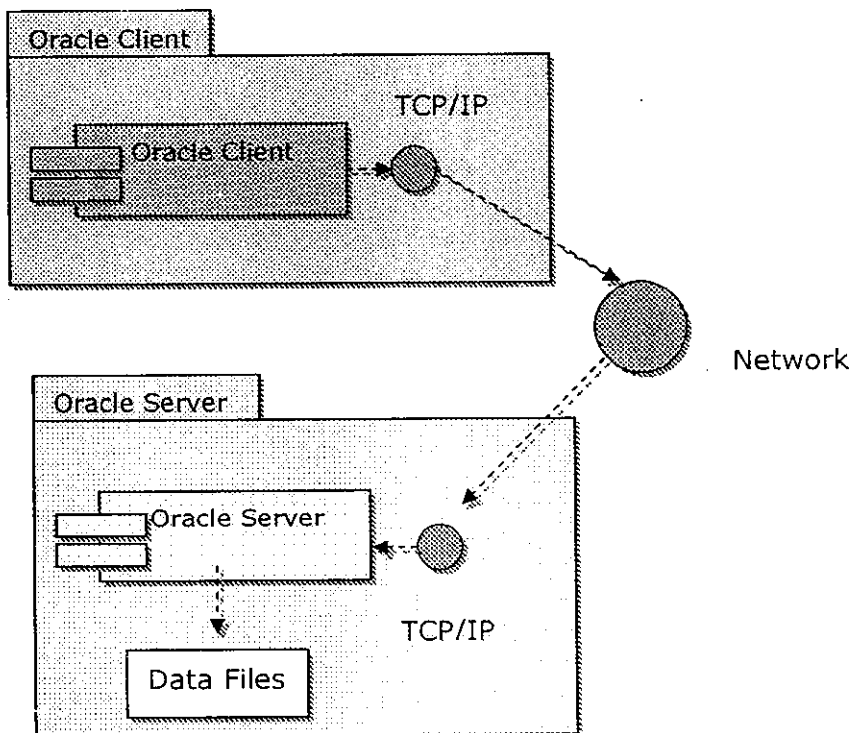 Oracle Client
TCP/IP
Oracle Client
Network
Oracle Server
Oracle Server
TCP/IP
Data Files